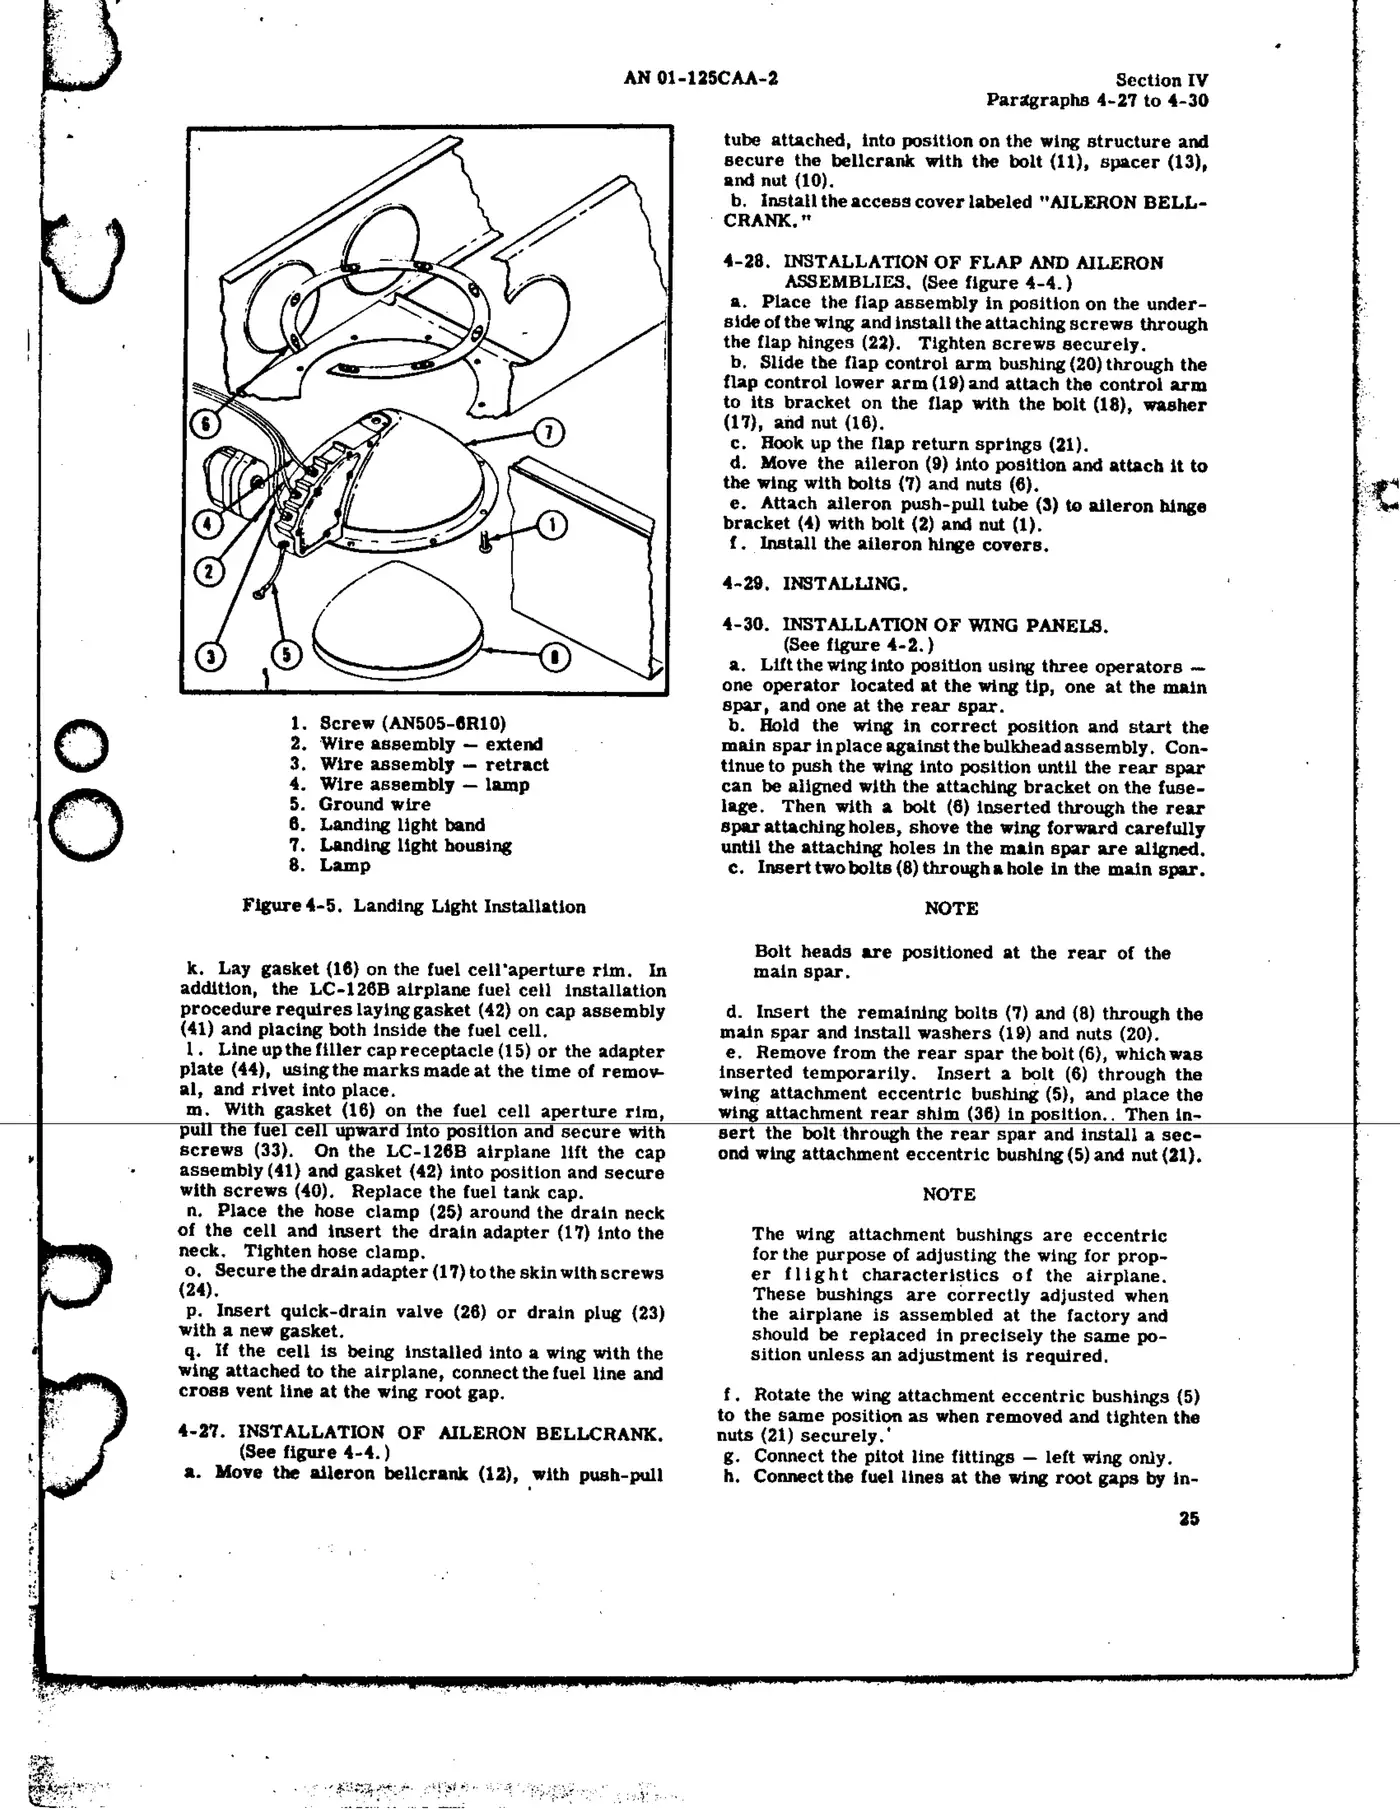 AN 01-125CAA-2
Section IV
Paragraphs 4-27 to 4-30
6
7
4
1
2
3
5
8
1. Screw (AN505-6R10)
2. Wire assembly — extend
3. Wire assembly — retract
4. Wire assembly — lamp
5. Ground wire
6. Landing light band
7. Landing light housing
8. Lamp
Figure 4-5. Landing Light Installation
k. Lay gasket (16) on the fuel cell aperture rim. In
addition, the LC-126B airplane fuel cell installation
procedure requires laying gasket (42) on cap assembly
(41) and placing both inside the fuel cell.
l. Line up the filler cap receptacle (15) or the adapter
plate (44), using the marks made at the time of remov-
al, and rivet into place.
m. With gasket (16) on the fuel cell aperture rim,
pull the fuel cell upward into position and secure with
screws (33). On the LC-126B airplane lift the cap
assembly (41) and gasket (42) into position and secure
with screws (40). Replace the fuel tank cap.
n. Place the hose clamp (25) around the drain neck
of the cell and insert the drain adapter (17) into the
neck. Tighten hose clamp.
o. Secure the drain adapter (17) to the skin with screws
(24).
p. Insert quick-drain valve (26) or drain plug (23)
with a new gasket.
q. If the cell is being installed into a wing with the
wing attached to the airplane, connect the fuel line and
cross vent line at the wing root gap.
4-27. INSTALLATION OF AILERON BELLCRANK.
(See figure 4-4.)
a. Move the aileron bellcrank (12), with push-pull
tube attached, into position on the wing structure and
secure the bellcrank with the bolt (11), spacer (13),
and nut (10).
b. Install the access cover labeled "AILERON BELL-
CRANK."
4-28. INSTALLATION OF FLAP AND AILERON
ASSEMBLIES. (See figure 4-4.)
a. Place the flap assembly in position on the under-
side of the wing and install the attaching screws through
the flap hinges (22). Tighten screws securely.
b. Slide the flap control arm bushing (20) through the
flap control lower arm (19) and attach the control arm
to its bracket on the flap with the bolt (18), washer
(17), and nut (16).
c. Hook up the flap return springs (21).
d. Move the aileron (9) into position and attach it to
the wing with bolts (7) and nuts (6).
e. Attach aileron push-pull tube (3) to aileron hinge
bracket (4) with bolt (2) and nut (1).
f. Install the aileron hinge covers.
4-29. INSTALLING.
4-30. INSTALLATION OF WING PANELS.
(See figure 4-2.)
a. Lift the wing into position using three operators —
one operator located at the wing tip, one at the main
spar, and one at the rear spar.
b. Hold the wing in correct position and start the
main spar in place against the bulkhead assembly. Con-
tinue to push the wing into position until the rear spar
can be aligned with the attaching bracket on the fuse-
lage. Then with a bolt (6) inserted through the rear
spar attaching holes, shove the wing forward carefully
until the attaching holes in the main spar are aligned.
c. Insert two bolts (8) through a hole in the main spar.
NOTE
Bolt heads are positioned at the rear of the
main spar.
d. Insert the remaining bolts (7) and (8) through the
main spar and install washers (19) and nuts (20).
e. Remove from the rear spar the bolt (6), which was
inserted temporarily. Insert a bolt (6) through the
wing attachment eccentric bushing (5), and place the
wing attachment rear shim (36) in position.. Then in-
sert the bolt through the rear spar and install a sec-
ond wing attachment eccentric bushing (5) and nut (21).
NOTE
The wing attachment bushings are eccentric
for the purpose of adjusting the wing for prop-
er flight characteristics of the airplane.
These bushings are correctly adjusted when
the airplane is assembled at the factory and
should be replaced in precisely the same po-
sition unless an adjustment is required.
f. Rotate the wing attachment eccentric bushings (5)
to the same position as when removed and tighten the
nuts (21) securely.
g. Connect the pitot line fittings — left wing only.
h. Connect the fuel lines at the wing root gaps by in-
25